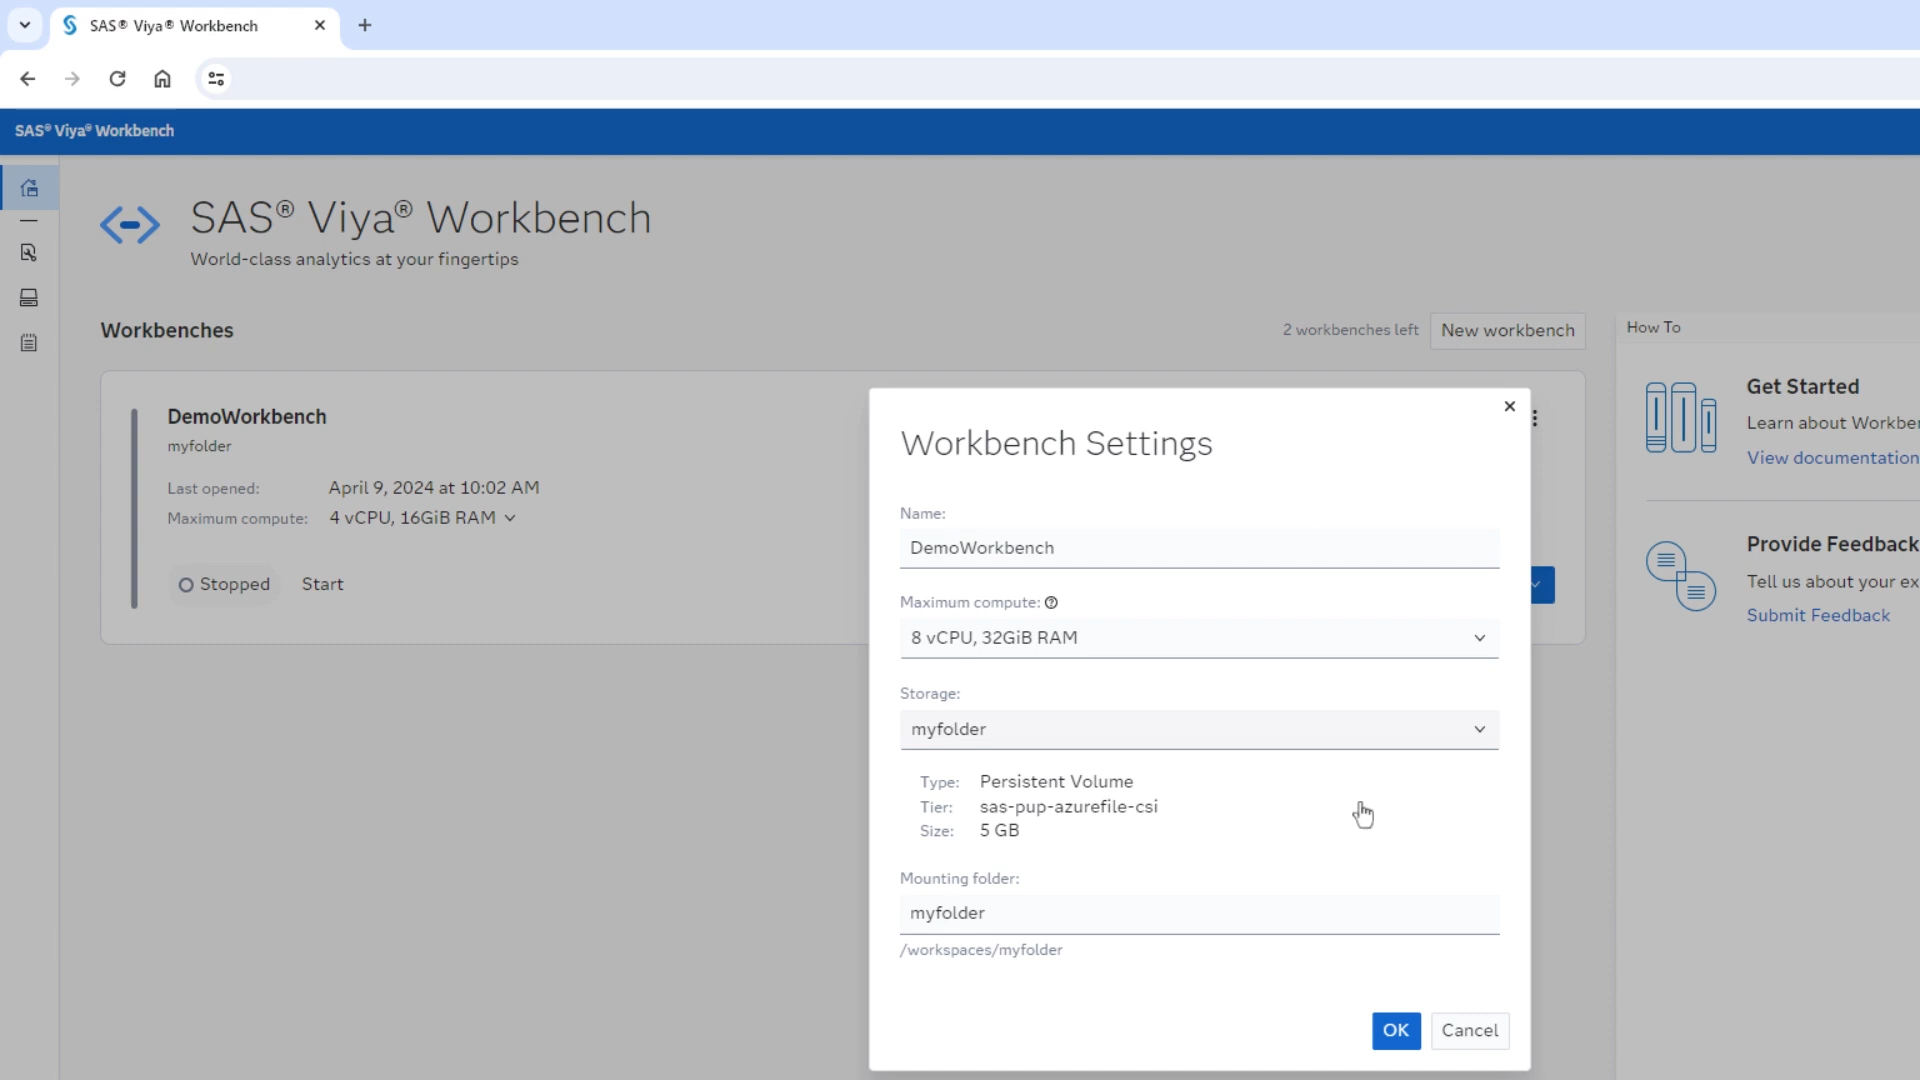 SAS® Viya® Workbench
SAS® Viya® Workbench
SAS® Viya® Workbench
World-class analytics at your fingertips
Workbenches
2 workbenches left
New workbench
DemoWorkbench
myfolder
Last opened: April 9, 2024 at 10:02 AM
Maximum compute: 4 vCPU, 16GiB RAM
Stopped
Start
Workbench Settings
Name:
DemoWorkbench
Maximum compute:
8 vCPU, 32GiB RAM
Storage:
myfolder
Type: Persistent Volume
Tier: sas-pup-azurefile-csi
Size: 5 GB
Mounting folder:
myfolder
/workspaces/myfolder
OK
Cancel
How To
Get Started
Learn about
View documentation
Provide Feedback
Tell us about your
Submit Feedback